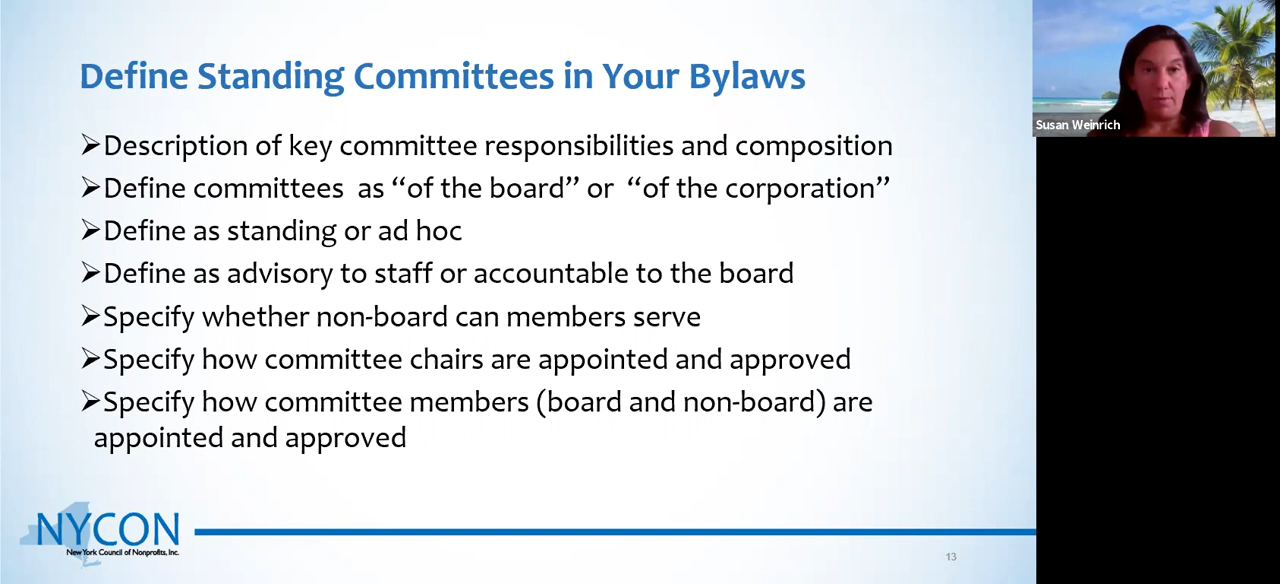 Define Standing Committees in Your Bylaws
➢Description of key committee responsibilities and composition
➢Define committees as “of the board” or “of the corporation”
➢Define as standing or ad hoc
➢Define as advisory to staff or accountable to the board
➢Specify whether non-board can members serve
➢Specify how committee chairs are appointed and approved
➢Specify how committee members (board and non-board) are
appointed and approved
NYCON
New York Council of Nonprofits, Inc.
13
Susan Weinrich